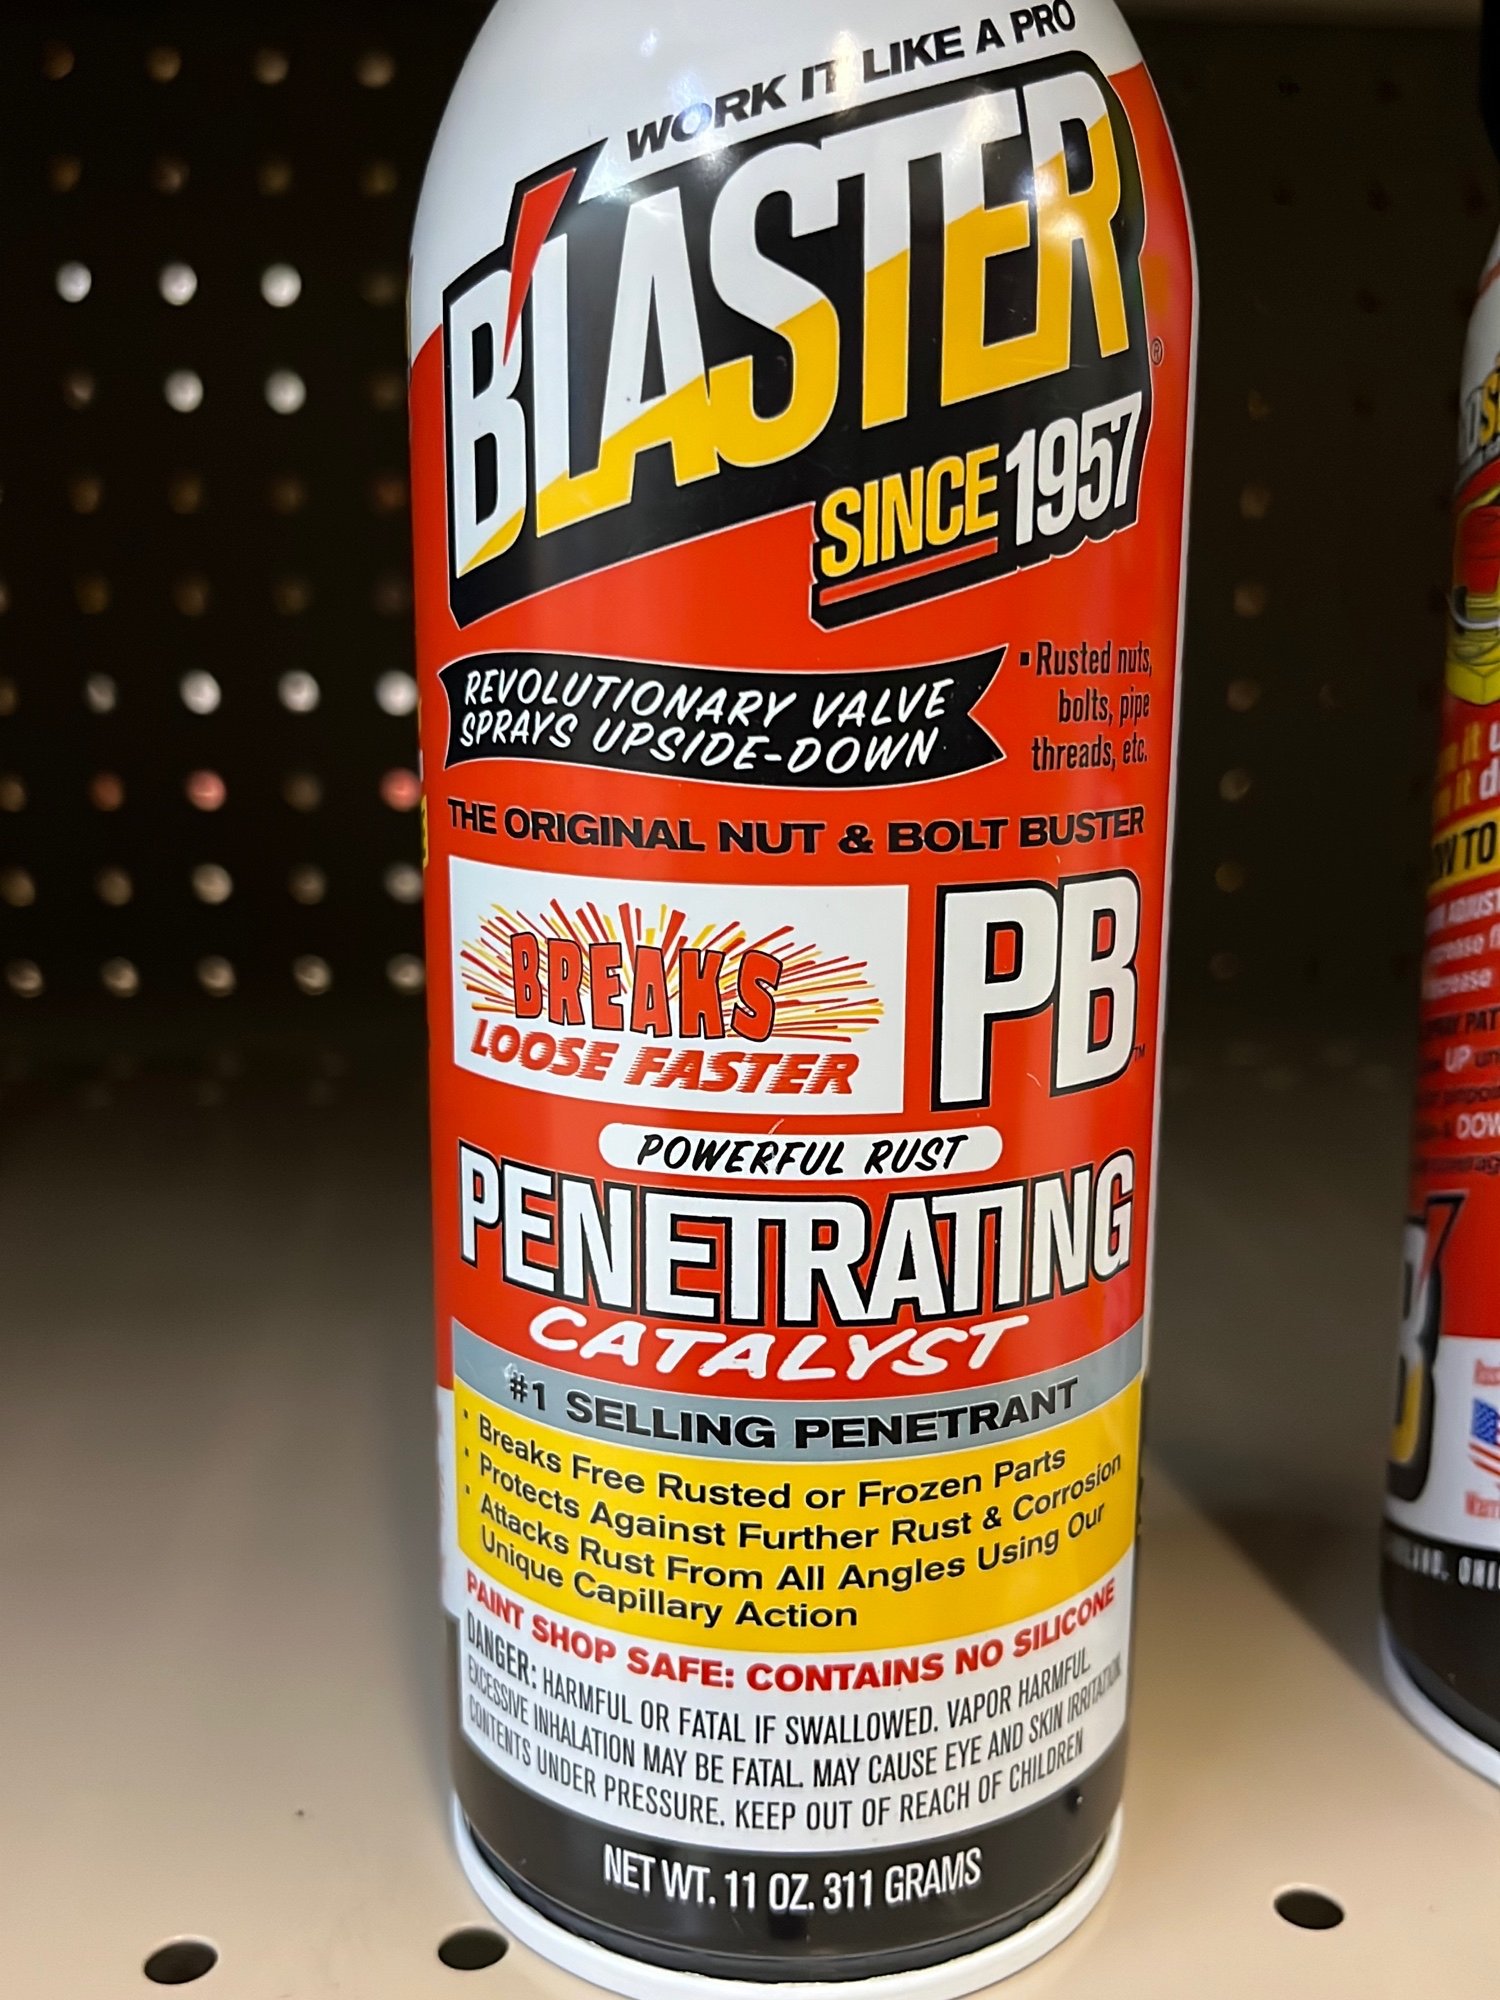 WORK IT LIKE A PRO
B'LASTER®
SINCE 1957
REVOLUTIONARY VALVE
SPRAYS UPSIDE-DOWN
▪ Rusted nuts,
bolts, pipe
threads, etc.
THE ORIGINAL NUT & BOLT BUSTER
BREAKS
LOOSE FASTER
PB™
POWERFUL RUST
PENETRATING
CATALYST
#1 SELLING PENETRANT
• Breaks Free Rusted or Frozen Parts
• Protects Against Further Rust & Corrosion
• Attacks Rust From All Angles Using Our
Unique Capillary Action
PAINT SHOP SAFE: CONTAINS NO SILICONE
DANGER: HARMFUL OR FATAL IF SWALLOWED. VAPOR HARMFUL.
EXCESSIVE INHALATION MAY BE FATAL. MAY CAUSE EYE AND SKIN IRRITATION.
CONTENTS UNDER PRESSURE. KEEP OUT OF REACH OF CHILDREN
NET WT. 11 OZ. 311 GRAMS
TO
UP